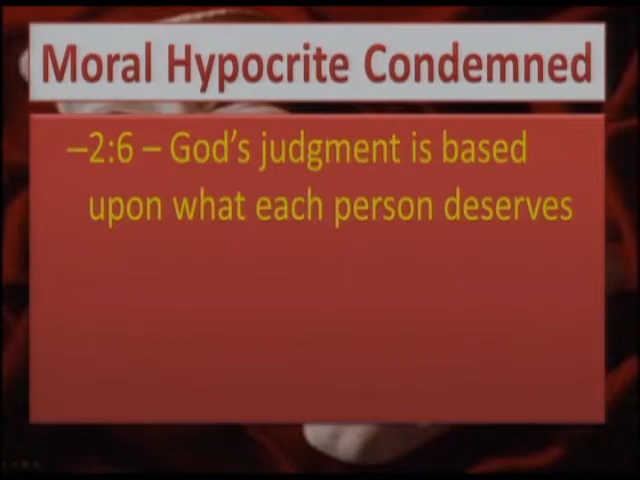 Moral Hypocrite Condemned
–2:6 – God's judgment is based
upon what each person deserves